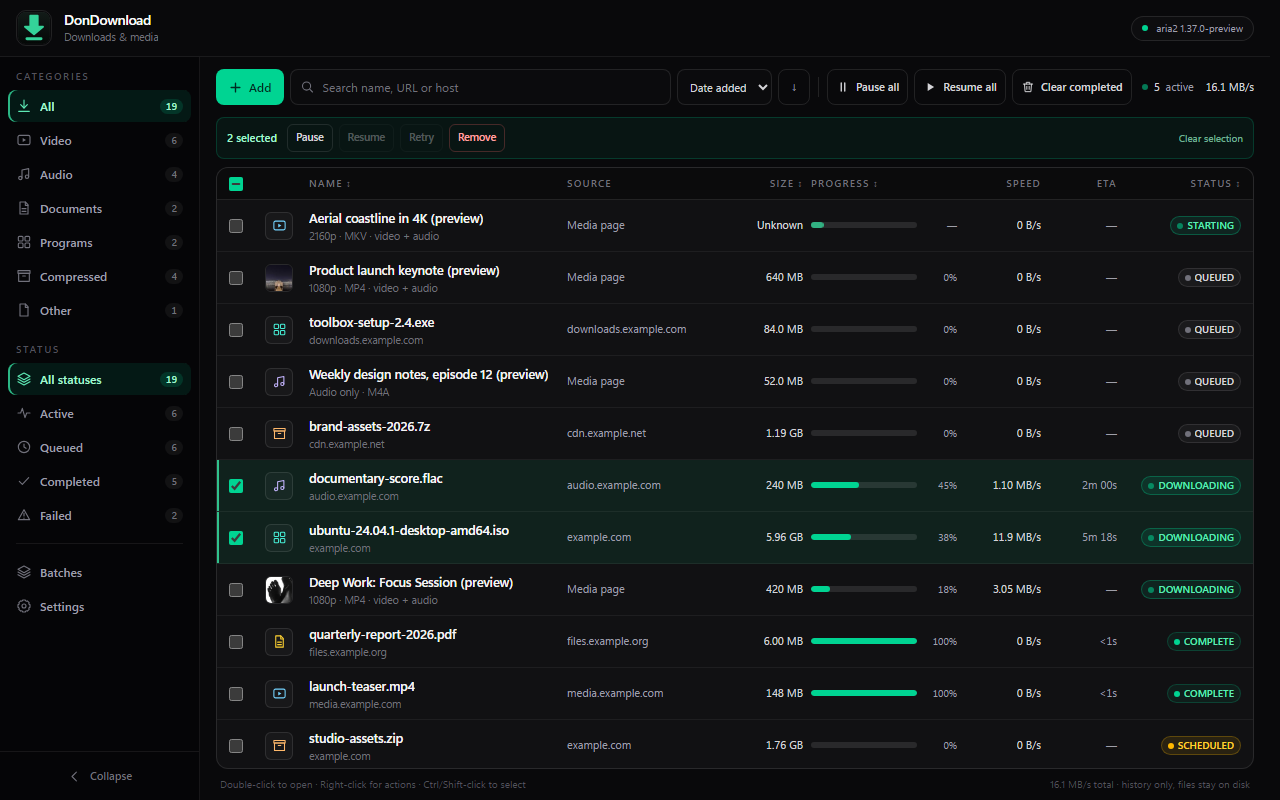 DonDownload
Downloads & media
aria2 1.37.0-preview
CATEGORIES
All 19
Video 6
Audio 4
Documents 2
Programs 2
Compressed 4
Other 1
STATUS
All statuses 19
Active 6
Queued 6
Completed 5
Failed 2
Batches
Settings
Collapse
+ Add Search name, URL or host Date added ↓ Pause all Resume all Clear completed 5 active 16.1 MB/s
2 selected Pause Resume Retry Remove Clear selection
NAME ↕ SOURCE SIZE ↕ PROGRESS ↕ SPEED ETA STATUS ↕
Aerial coastline in 4K (preview)
2160p · MKV · video + audio
Media page Unknown — 0 B/s — STARTING
Product launch keynote (preview)
1080p · MP4 · video + audio
Media page 640 MB 0% 0 B/s — QUEUED
toolbox-setup-2.4.exe
downloads.example.com
downloads.example.com 84.0 MB 0% 0 B/s — QUEUED
Weekly design notes, episode 12 (preview)
Audio only · M4A
Media page 52.0 MB 0% 0 B/s — QUEUED
brand-assets-2026.7z
cdn.example.net
cdn.example.net 1.19 GB 0% 0 B/s — QUEUED
documentary-score.flac
audio.example.com
audio.example.com 240 MB 45% 1.10 MB/s 2m 00s DOWNLOADING
ubuntu-24.04.1-desktop-amd64.iso
example.com
example.com 5.96 GB 38% 11.9 MB/s 5m 18s DOWNLOADING
Deep Work: Focus Session (preview)
1080p · MP4 · video + audio
Media page 420 MB 18% 3.05 MB/s — DOWNLOADING
quarterly-report-2026.pdf
files.example.org
files.example.org 6.00 MB 100% 0 B/s <1s COMPLETE
launch-teaser.mp4
media.example.com
media.example.com 148 MB 100% 0 B/s <1s COMPLETE
studio-assets.zip
example.com
example.com 1.76 GB 0% 0 B/s — SCHEDULED
Double-click to open · Right-click for actions · Ctrl/Shift-click to select
16.1 MB/s total · history only, files stay on disk